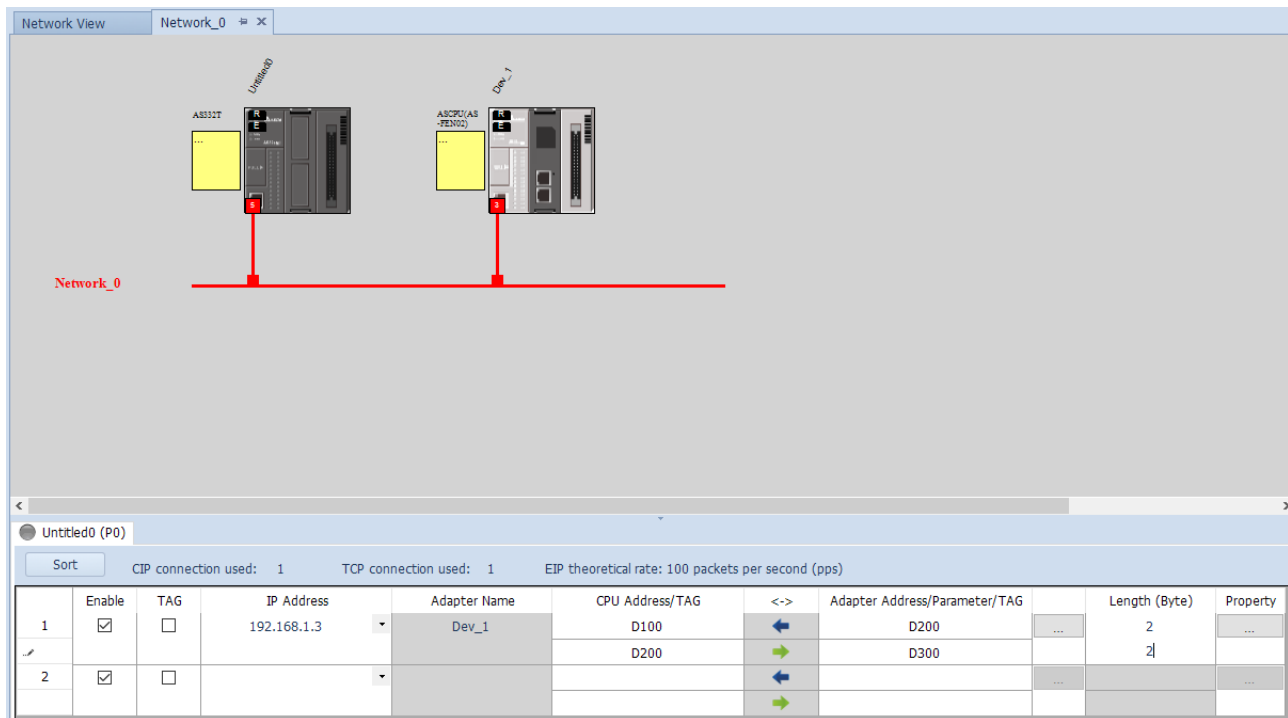 Network View Network_0
Untitled0
Dev_1
AS332T
ASCPU(AS
-FEN02)
...
...
R
E
R
E
5
3
Network_0
Untitled0 (P0)
Sort CIP connection used: 1 TCP connection used: 1 EIP theoretical rate: 100 packets per second (pps)
Enable TAG IP Address Adapter Name CPU Address/TAG <-> Adapter Address/Parameter/TAG Length (Byte) Property
1 192.168.1.3 Dev_1 D100 D200 ... 2 ...
D200 D300 2
2 ... ...